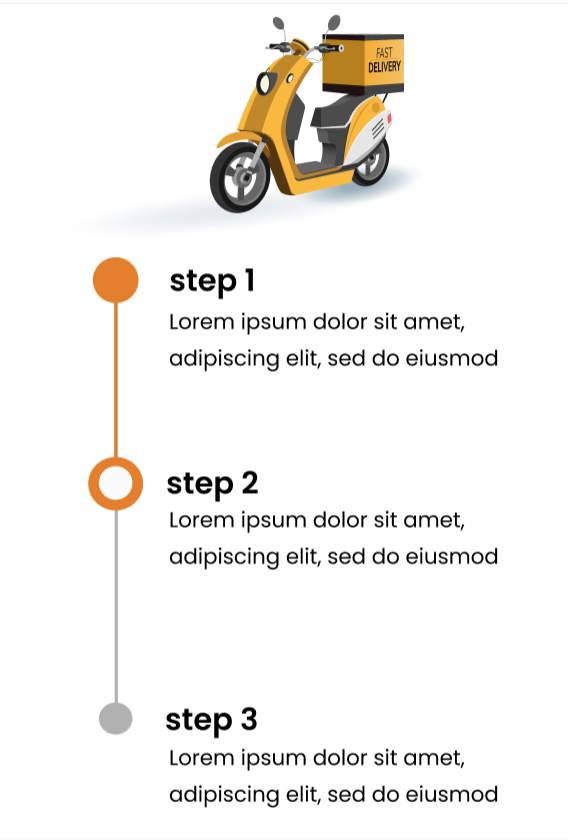 FAST
DELIVERY
step 1
Lorem ipsum dolor sit amet,
adipiscing elit, sed do eiusmod
step 2
Lorem ipsum dolor sit amet,
adipiscing elit, sed do eiusmod
step 3
Lorem ipsum dolor sit amet,
adipiscing elit, sed do eiusmod